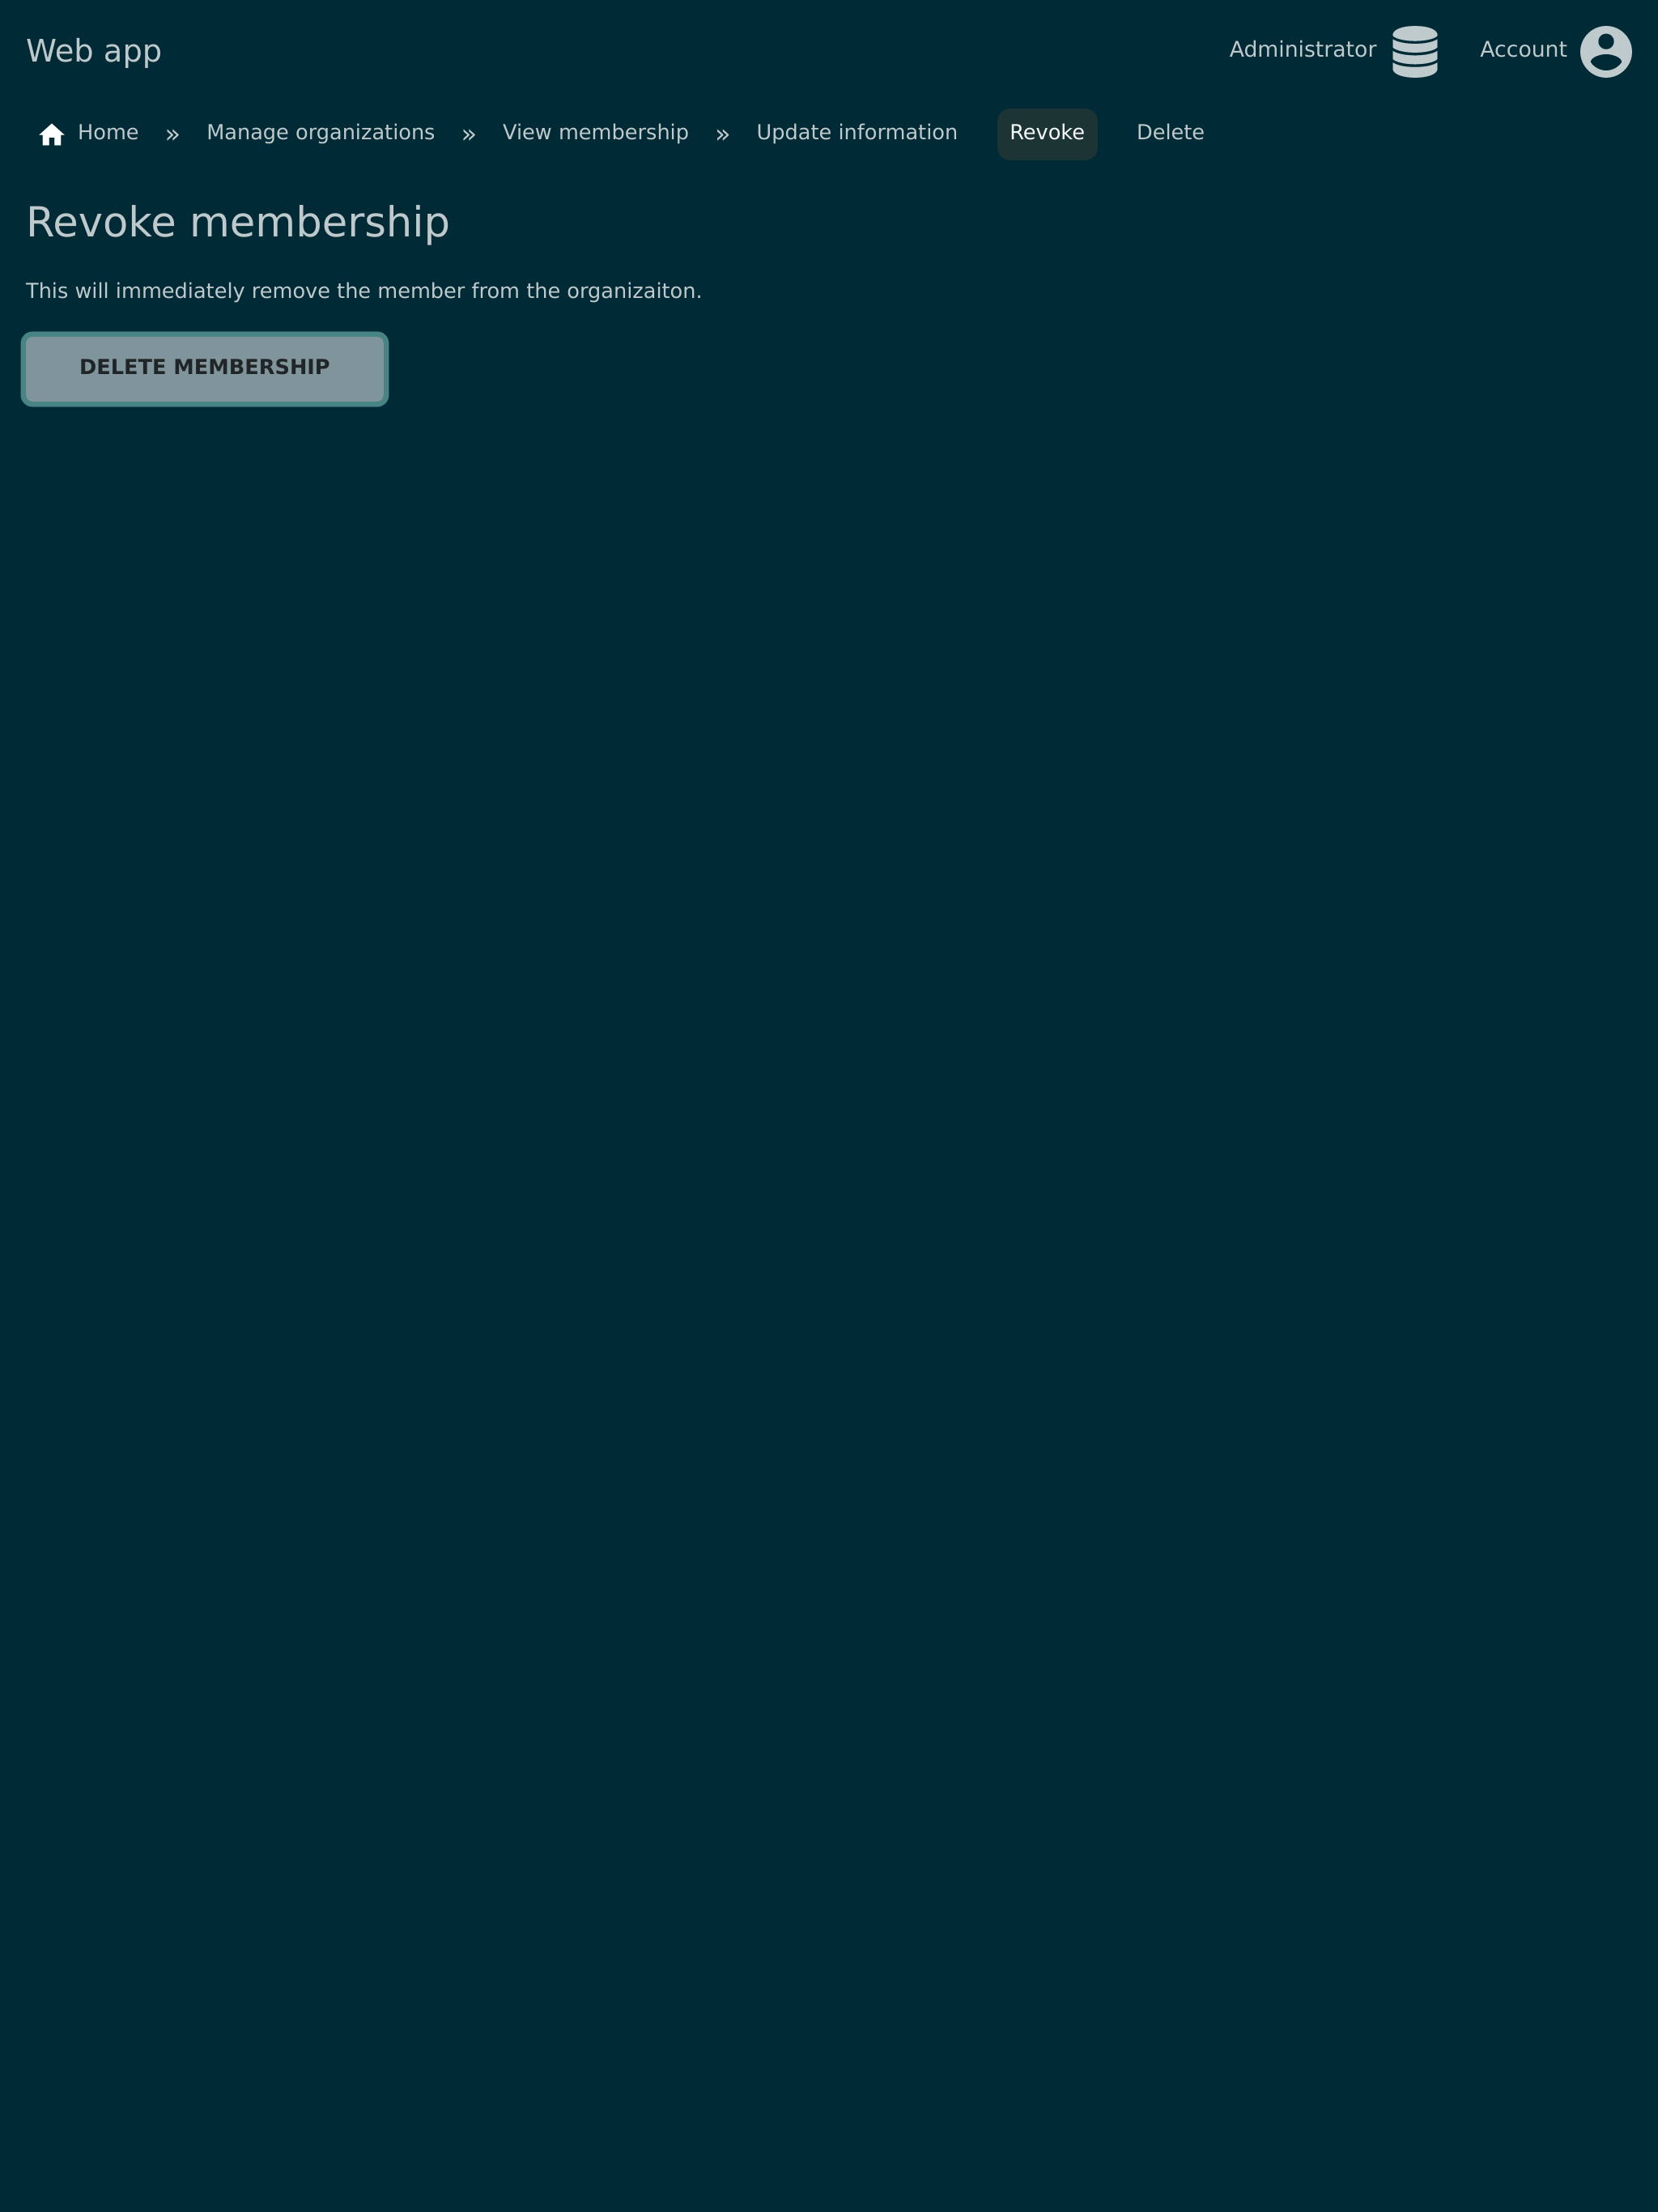 Web app
Administrator
Account
Home » Manage organizations » View membership » Update information Revoke Delete
Revoke membership
This will immediately remove the member from the organizaiton.
DELETE MEMBERSHIP